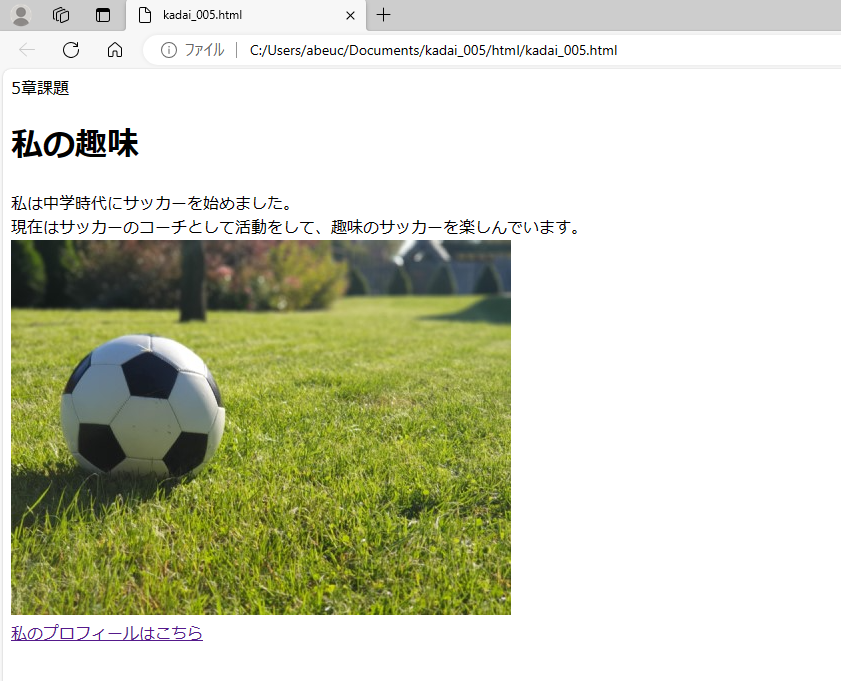 kadai_005.html
ファイル
C:/Users/abeuc/Documents/kadai_005/html/kadai_005.html
5章課題
私の趣味
私は中学時代にサッカーを始めました。
現在はサッカーのコーチとして活動をして、趣味のサッカーを楽しんでいます。
私のプロフィールはこちら